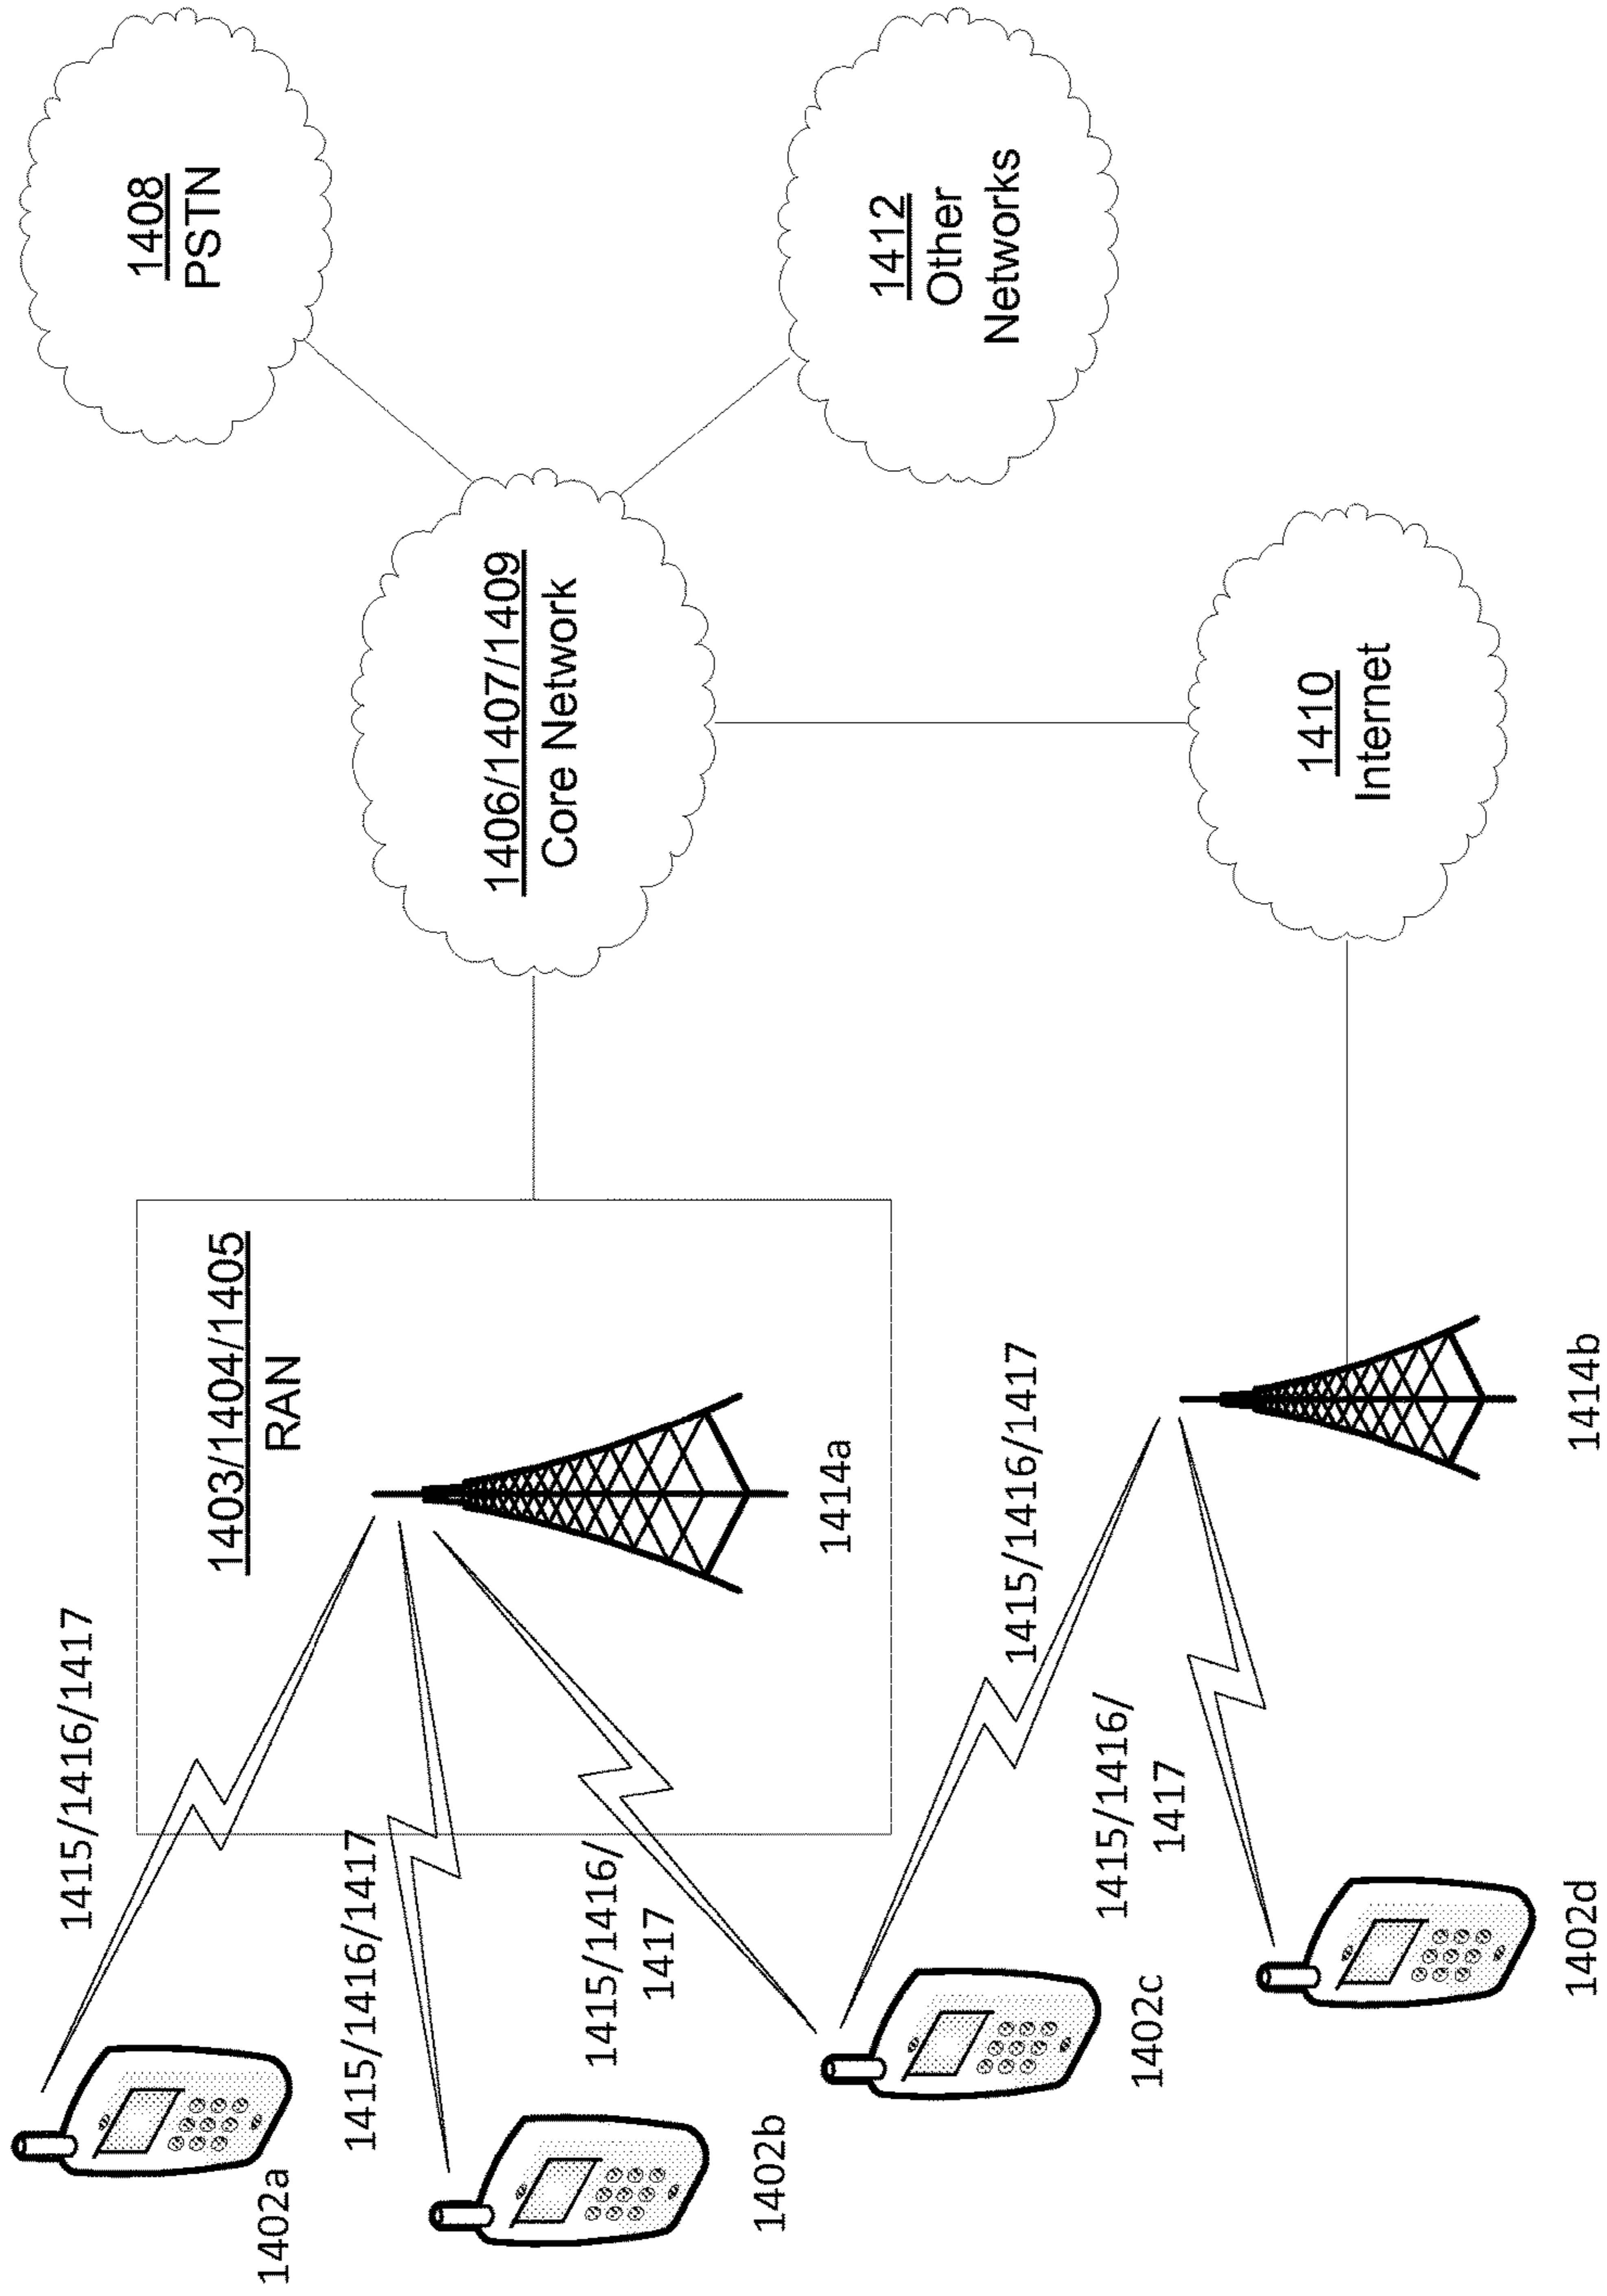 1415/1416/1417
1403/1404/1405
RAN
1408
PSTN
1402a
1415/1416/1417
1406/1407/1409
Core Network
1415/1416/
1417
1414a
1412
Other
Networks
1402b
1415/1416/1417
1402c
1415/1416/
1417
1410
Internet
1402d
1414b